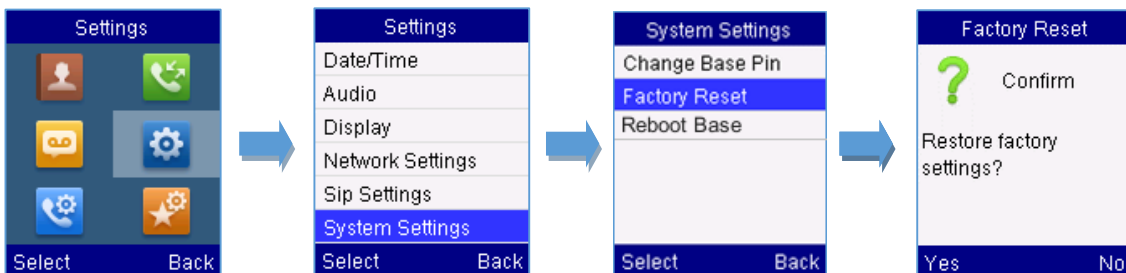 Settings
Select Back
Settings
Date/Time
Audio
Display
Network Settings
Sip Settings
System Settings
Select Back
System Settings
Change Base Pin
Factory Reset
Reboot Base
Select Back
Factory Reset
Confirm
Restore factory
settings?
Yes No